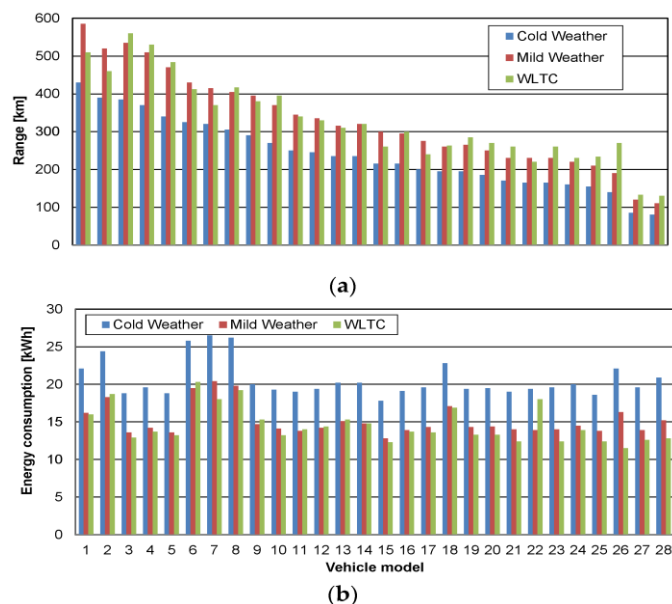 600
500
400
300
200
100
0
Range [km]
Cold Weather
Mild Weather
WLTC
(a)
30
25
20
15
10
5
0
Energy consumption [kWh]
Cold Weather Mild Weather WLTC
1 2 3 4 5 6 7 8 9 10 11 12 13 14 15 16 17 18 19 20 21 22 23 24 25 26 27 28
Vehicle model
(b)